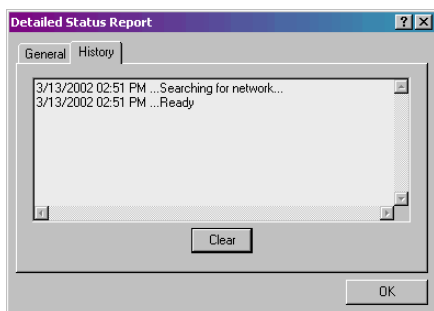 Detailed Status Report
General History
3/13/2002 02:51 PM ...Searching for network...
3/13/2002 02:51 PM ...Ready
Clear
OK